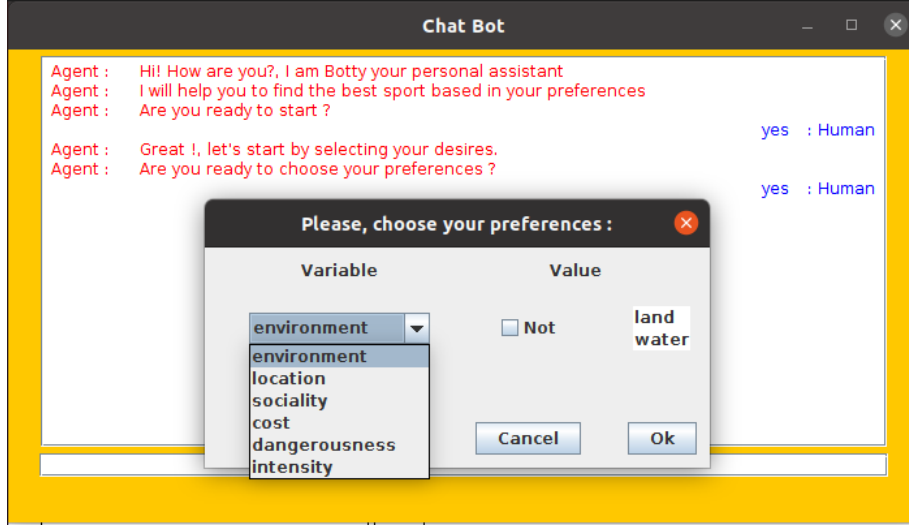 Chat Bot
Agent : Hi! How are you?, I am Botty your personal assistant
Agent : I will help you to find the best sport based in your preferences
Agent : Are you ready to start ?
yes : Human
Agent : Great !, let's start by selecting your desires.
Agent : Are you ready to choose your preferences ?
yes : Human
Please, choose your preferences :
Variable Value
environment
Not
land
water
environment
location
sociality
cost
dangerousness
intensity
Cancel Ok